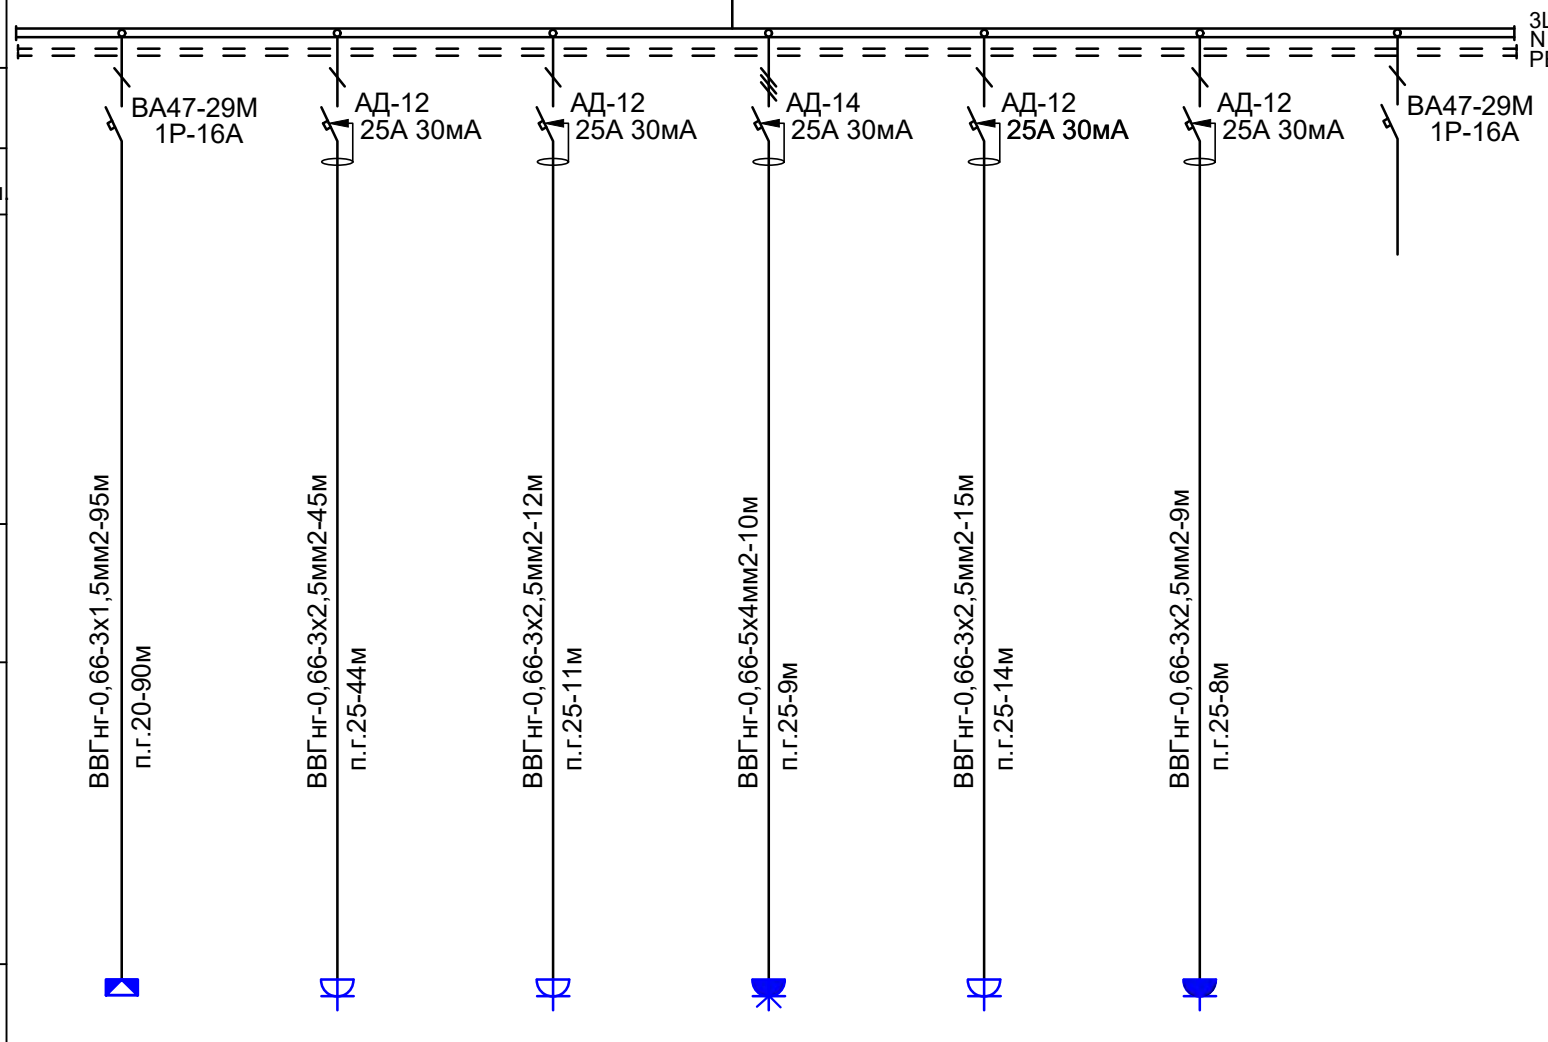 N
ВА47-29М
1Р-16А
АД-12
25А 30мА
АД-12
25А 30мА
АД-14
25А 30мА
АД-12
25А 30мА
АД-12
25А 30мА
ВА47-29М
1Р-16А
ВВГнг-0,66-3х1,5мм2-95м
п.г.20-90м
ВВГнг-0,66-3х2,5мм2-45м
п.г.25-44м
ВВГнг-0,66-3х2,5мм2-12м
п.г.25-11м
ВВГнг-0,66-5х4мм2-10м
п.г.25-9м
ВВГнг-0,66-3х2,5мм2-15м
п.г.25-14м
ВВГнг-0,66-3х2,5мм2-9м
п.г.25-8м